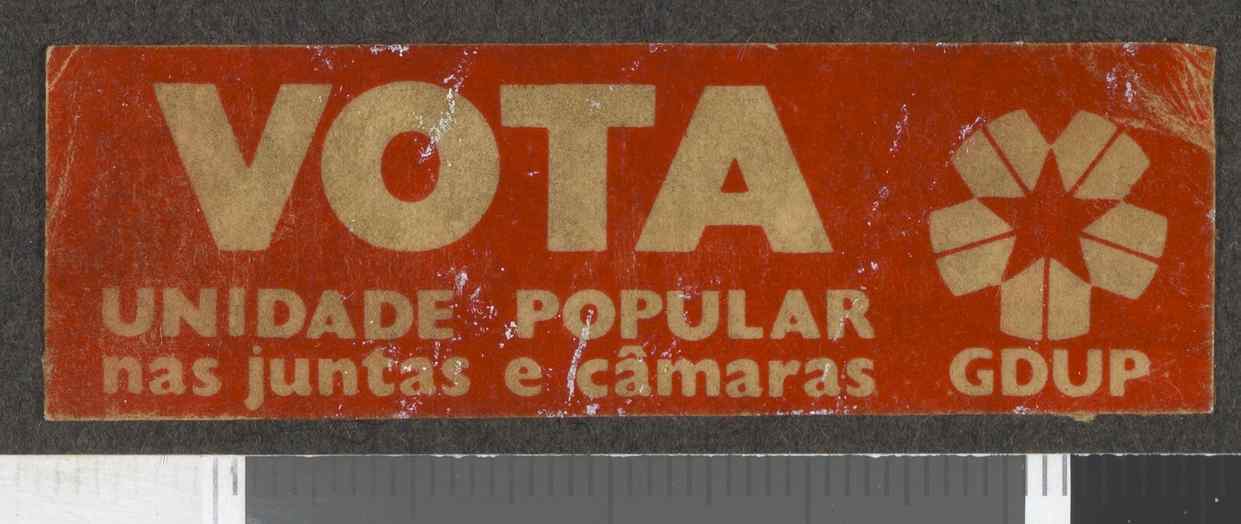 VOTA
UNIDADE POPULAR
nas juntas e câmaras
GDUP